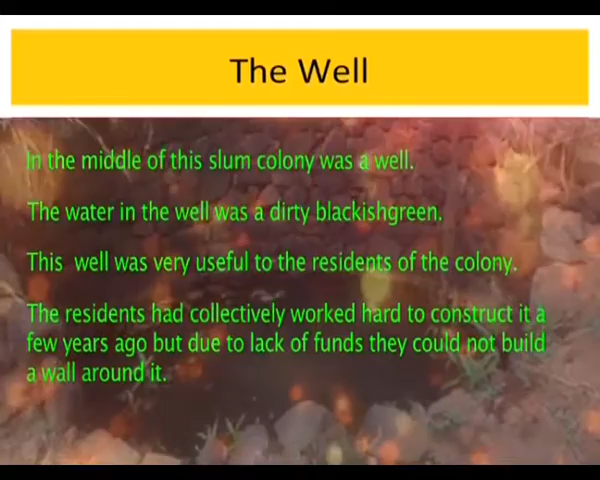 The Well
In the middle of this slum colony was a well.
The water in the well was a dirty blackishgreen.
This well was very useful to the residents of the colony.
The residents had collectively worked hard to construct it a
few years ago but due to lack of funds they could not build
a wall around it.